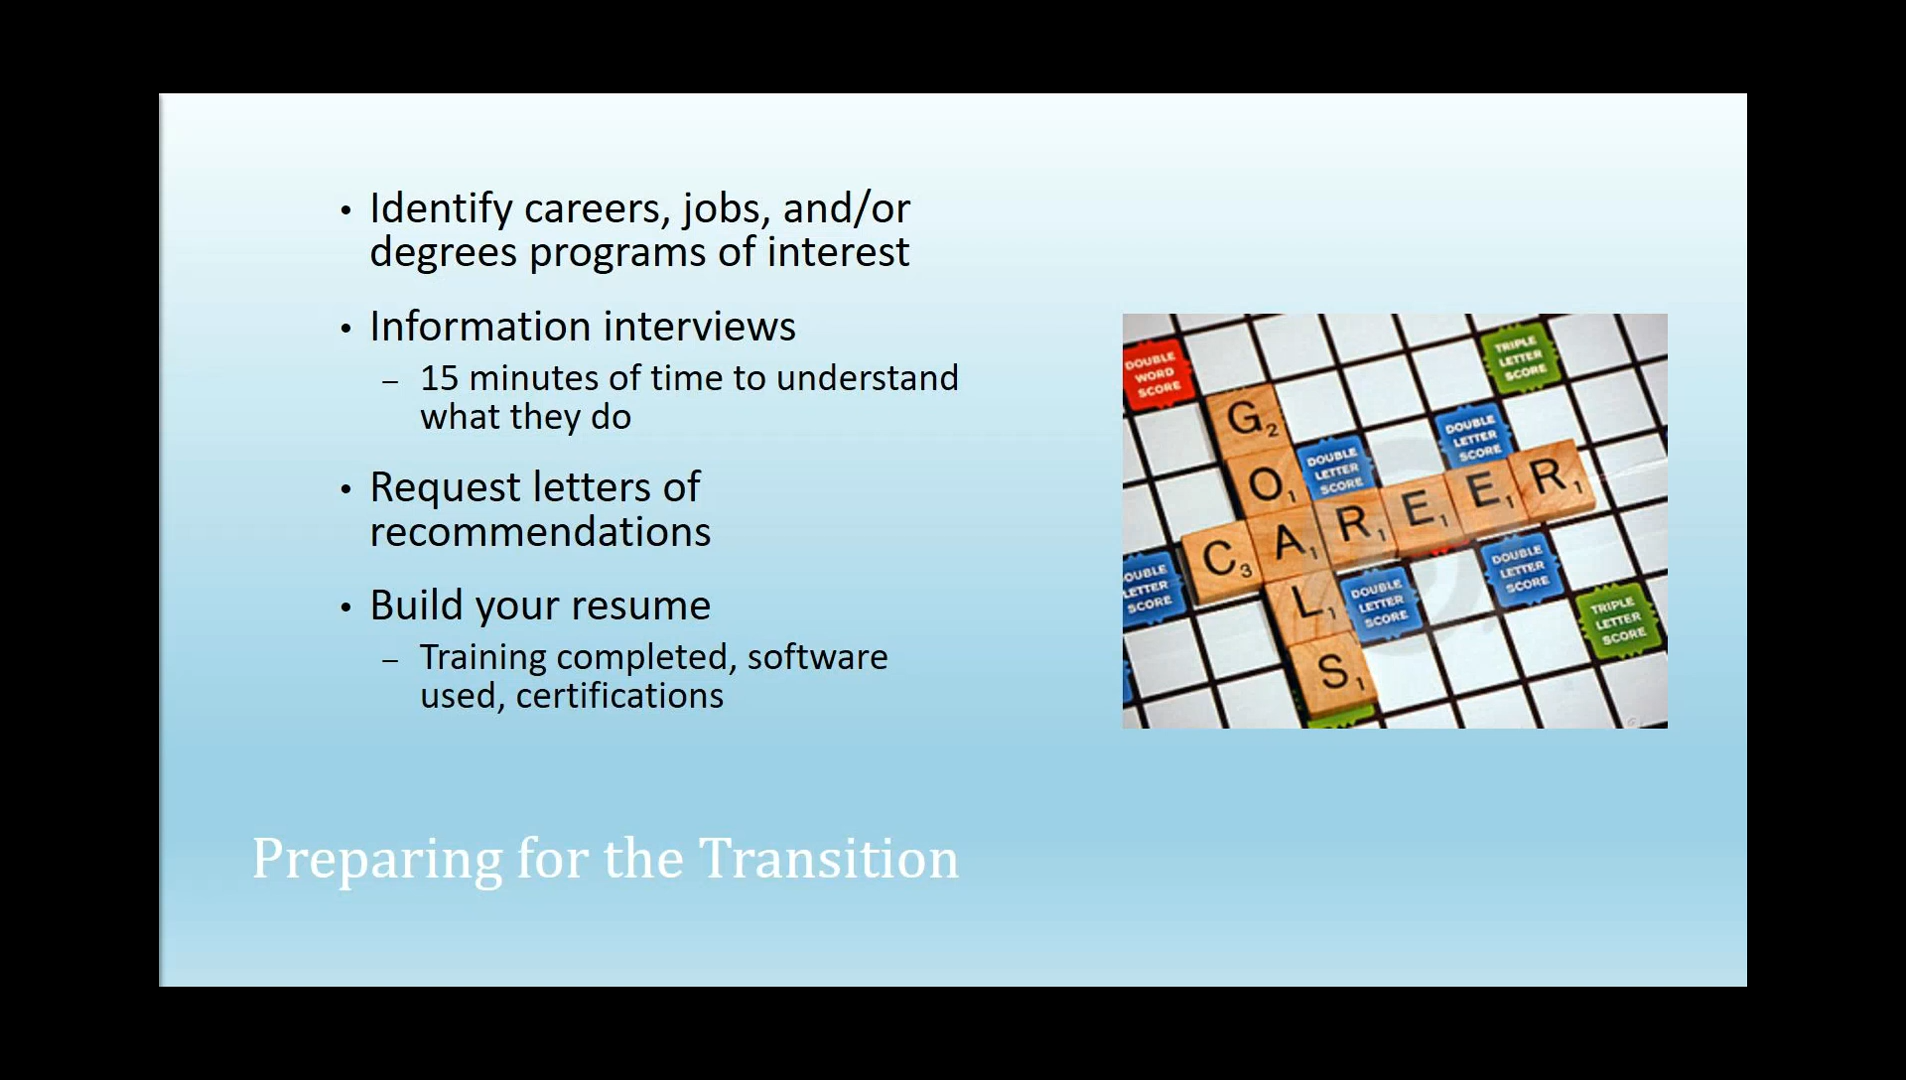 • Identify careers, jobs, and/or
degrees programs of interest
• Information interviews
– 15 minutes of time to understand
what they do
• Request letters of
recommendations
• Build your resume
– Training completed, software
used, certifications
DOUBLE
WORD
SCORE
TRIPLE
LETTER
SCORE
G2
DOUBLE
LETTER
SCORE
DOUBLE
LETTER
SCORE
O1
C3 A1 R1 E1 E1 R1
OUBLE
LETTER
SCORE
L1
DOUBLE
LETTER
SCORE
DOUBLE
LETTER
SCORE
TRIPLE
LETTER
SCORE
S1
Preparing for the Transition